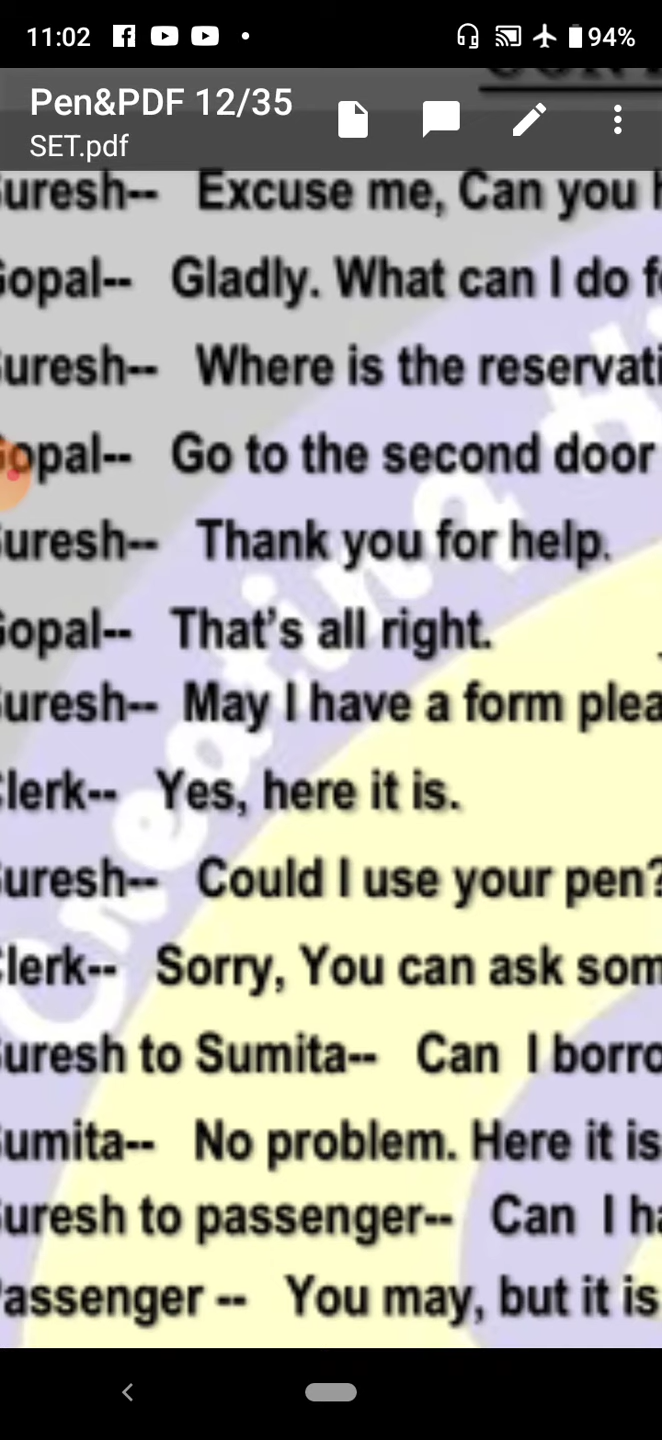 11:02 94%
Pen&PDF 12/35
SET.pdf
uresh-- Excuse me, Can you
opal-- Gladly. What can I do
uresh-- Where is the reservati
opal-- Go to the second door
uresh-- Thank you for help.
opal-- That's all right.
uresh-- May I have a form plea
lerk-- Yes, here it is.
uresh-- Could I use your pen?
lerk-- Sorry, You can ask som
uresh to Sumita-- Can I borro
umita-- No problem. Here it is
uresh to passenger-- Can I ha
assenger -- You may, but it is
Creating